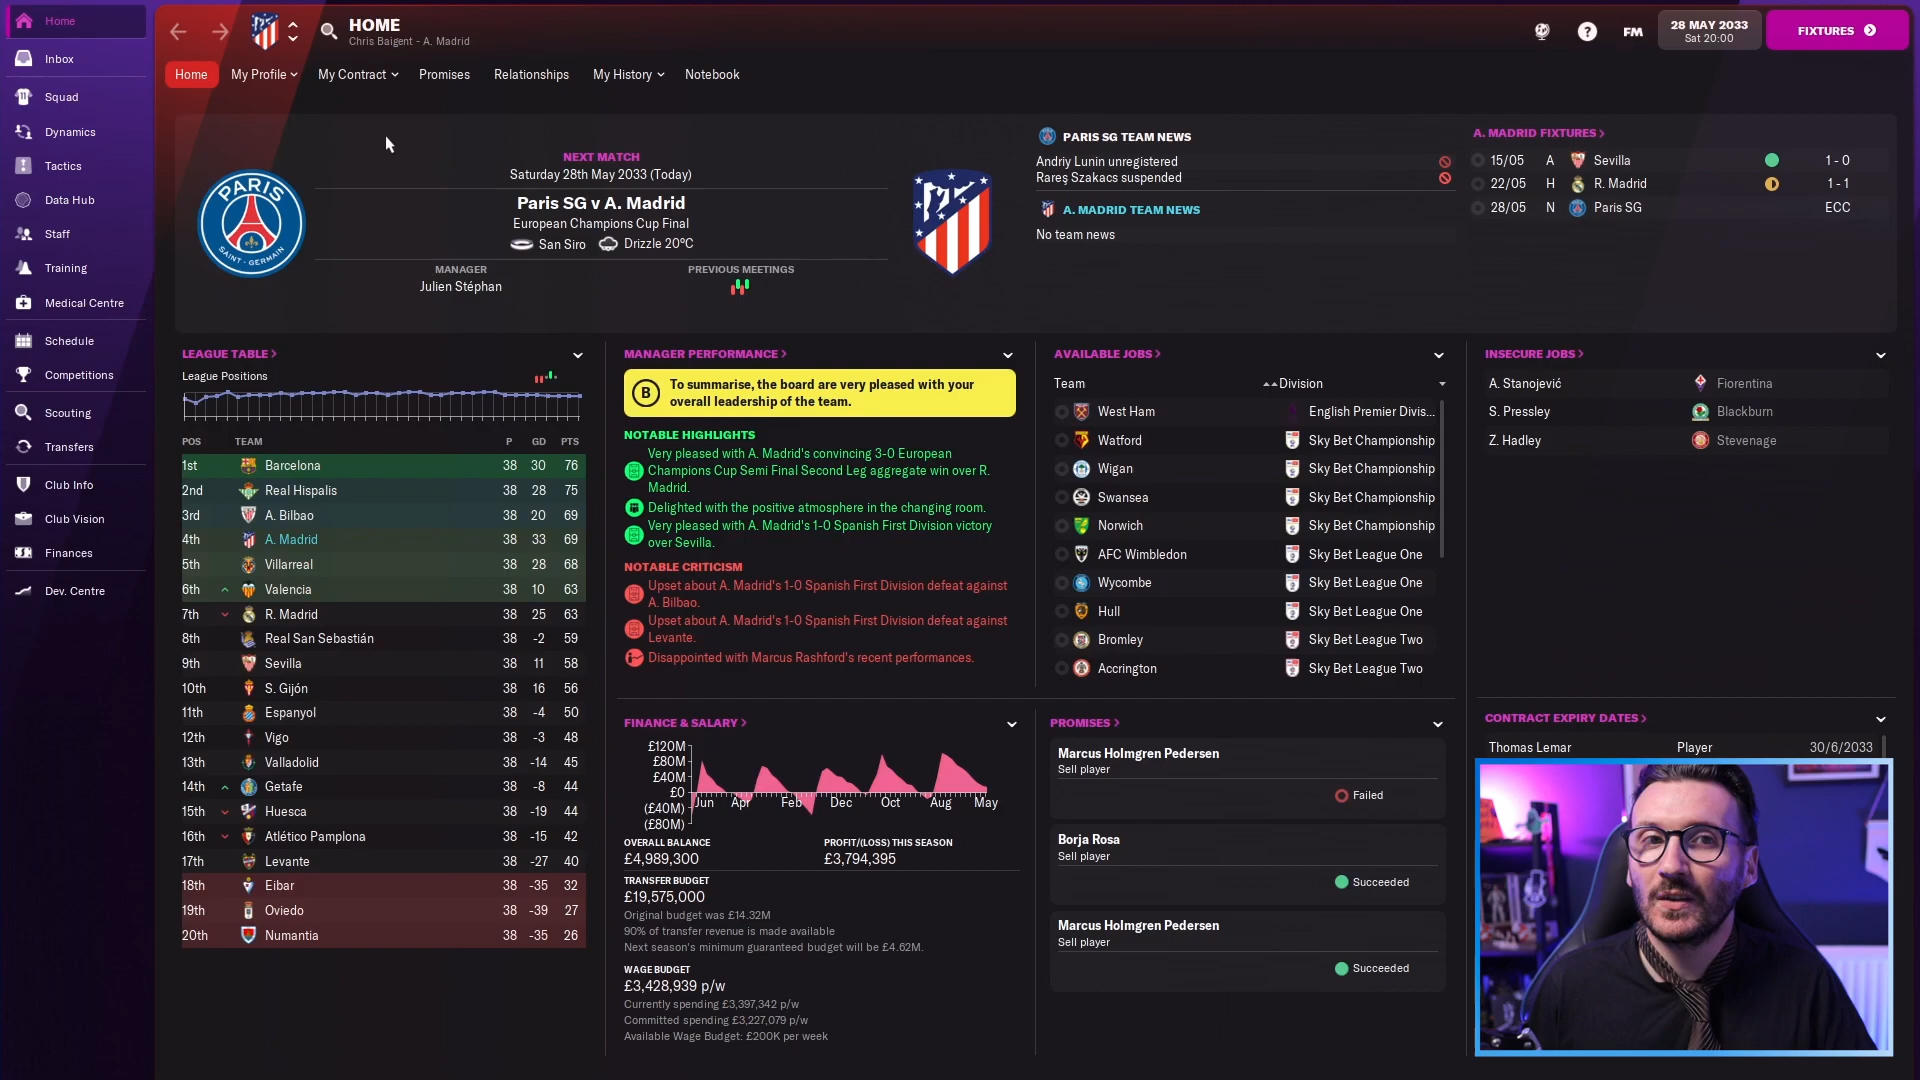 Home
Inbox
Squad
Dynamics
Tactics
Data Hub
Staff
Training
Medical Centre
Schedule
Competitions
Scouting
Transfers
Club Info
Club Vision
Finances
Dev. Centre
HOME
Chris Baigent - A. Madrid
FM
28 MAY 2033
Sat 20:00
FIXTURES
Home My Profile My Contract Promises Relationships My History Notebook
PARIS
SAINT-GERMAIN
NEXT MATCH
Saturday 28th May 2033 (Today)
Paris SG v A. Madrid
European Champions Cup Final
San Siro Drizzle 20ºC
MANAGER
Julien Stéphan
PREVIOUS MEETINGS
PARIS SG TEAM NEWS
Andriy Lunin unregistered
Rareş Szakacs suspended
A. MADRID TEAM NEWS
No team news
A. MADRID FIXTURES >
15/05 A Sevilla 1 - 0
22/05 H R. Madrid 1 - 1
28/05 N Paris SG ECC
LEAGUE TABLE >
League Positions
POS TEAM P GD PTS
1st Barcelona 38 30 76
2nd Real Hispalis 38 28 75
3rd A. Bilbao 38 20 69
4th A. Madrid 38 33 69
5th Villarreal 38 28 68
6th Valencia 38 10 63
7th R. Madrid 38 25 63
8th Real San Sebastián 38 -2 59
9th Sevilla 38 11 58
10th S. Gijón 38 16 56
11th Espanyol 38 -4 50
12th Vigo 38 -3 48
13th Valladolid 38 -14 45
14th Getafe 38 -8 44
15th Huesca 38 -19 44
16th Atlético Pamplona 38 -15 42
17th Levante 38 -27 40
18th Eibar 38 -35 32
19th Oviedo 38 -39 27
20th Numantia 38 -35 26
MANAGER PERFORMANCE >
B
To summarise, the board are very pleased with your
overall leadership of the team.
NOTABLE HIGHLIGHTS
Very pleased with A. Madrid's convincing 3-0 European
Champions Cup Semi Final Second Leg aggregate win over R.
Madrid.
Delighted with the positive atmosphere in the changing room.
Very pleased with A. Madrid's 1-0 Spanish First Division victory
over Sevilla.
NOTABLE CRITICISM
Upset about A. Madrid's 1-0 Spanish First Division defeat against
A. Bilbao.
Upset about A. Madrid's 1-0 Spanish First Division defeat against
Levante.
Disappointed with Marcus Rashford's recent performances.
AVAILABLE JOBS >
Team Division
West Ham English Premier Divis...
Watford Sky Bet Championship
Wigan Sky Bet Championship
Swansea Sky Bet Championship
Norwich Sky Bet Championship
AFC Wimbledon Sky Bet League One
Wycombe Sky Bet League One
Hull Sky Bet League One
Bromley Sky Bet League Two
Accrington Sky Bet League Two
INSECURE JOBS >
A. Stanojević Fiorentina
S. Pressley Blackburn
Z. Hadley Stevenage
FINANCE & SALARY >
£120M
£80M
£40M
£0
(£40M)
(£80M)
Jun Apr Feb Dec Oct Aug May
OVERALL BALANCE
£4,989,300
PROFIT/(LOSS) THIS SEASON
£3,794,395
TRANSFER BUDGET
£19,575,000
Original budget was £14.32M
90% of transfer revenue is made available
Next season's minimum guaranteed budget will be £4.62M.
WAGE BUDGET
£3,428,939 p/w
Currently spending £3,397,342 p/w
Committed spending £3,227,079 p/w
Available Wage Budget: £200K per week
PROMISES >
Marcus Holmgren Pedersen
Sell player
Failed
Borja Rosa
Sell player
Succeeded
Marcus Holmgren Pedersen
Sell player
Succeeded
CONTRACT EXPIRY DATES >
Thomas Lemar Player 30/6/2033